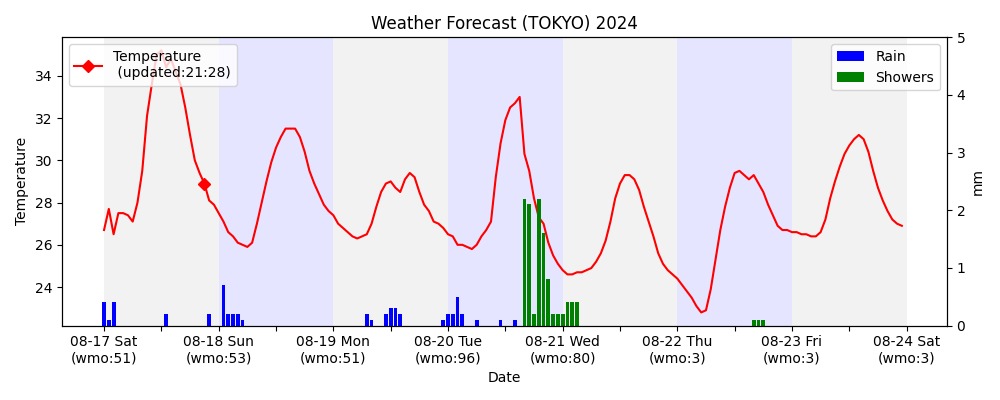 Weather Forecast (TOKYO) 2024
Temperature
(updated:21:28)
Rain
Showers
Temperature
34
32
30
28
26
24
5
4
3
2
1
0
mm
08-17 Sat
(wmo:51)
08-18 Sun
(wmo:53)
08-19 Mon
(wmo:51)
08-20 Tue
(wmo:96)
08-21 Wed
(wmo:80)
08-22 Thu
(wmo:3)
08-23 Fri
(wmo:3)
08-24 Sat
(wmo:3)
Date